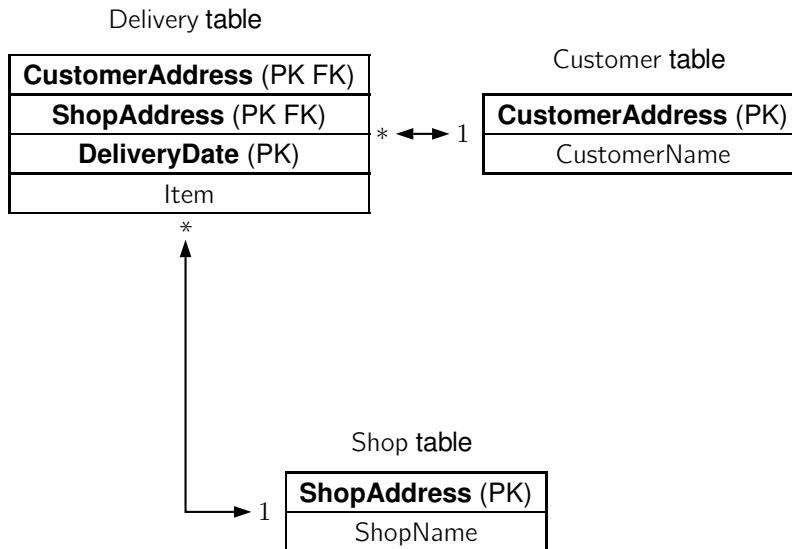 Delivery table
CustomerAddress (PK FK)
ShopAddress (PK FK)
DeliveryDate (PK)
Item
* 1
Customer table
CustomerAddress (PK)
CustomerName
*
1
Shop table
ShopAddress (PK)
ShopName